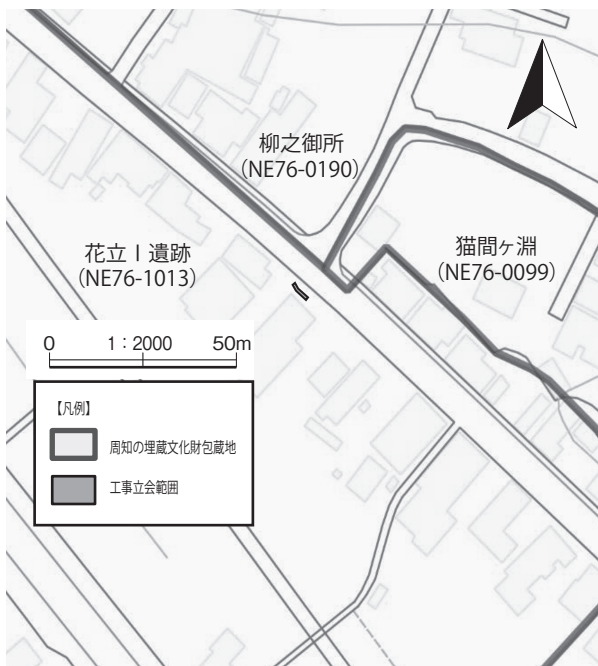 柳之御所
(NE76-0190)
猫間ヶ淵
(NE76-0099)
花立Ⅰ遺跡
(NE76-1013)
0 1:2000 50m
【凡例】
周知の埋蔵文化財包蔵地
工事立会範囲